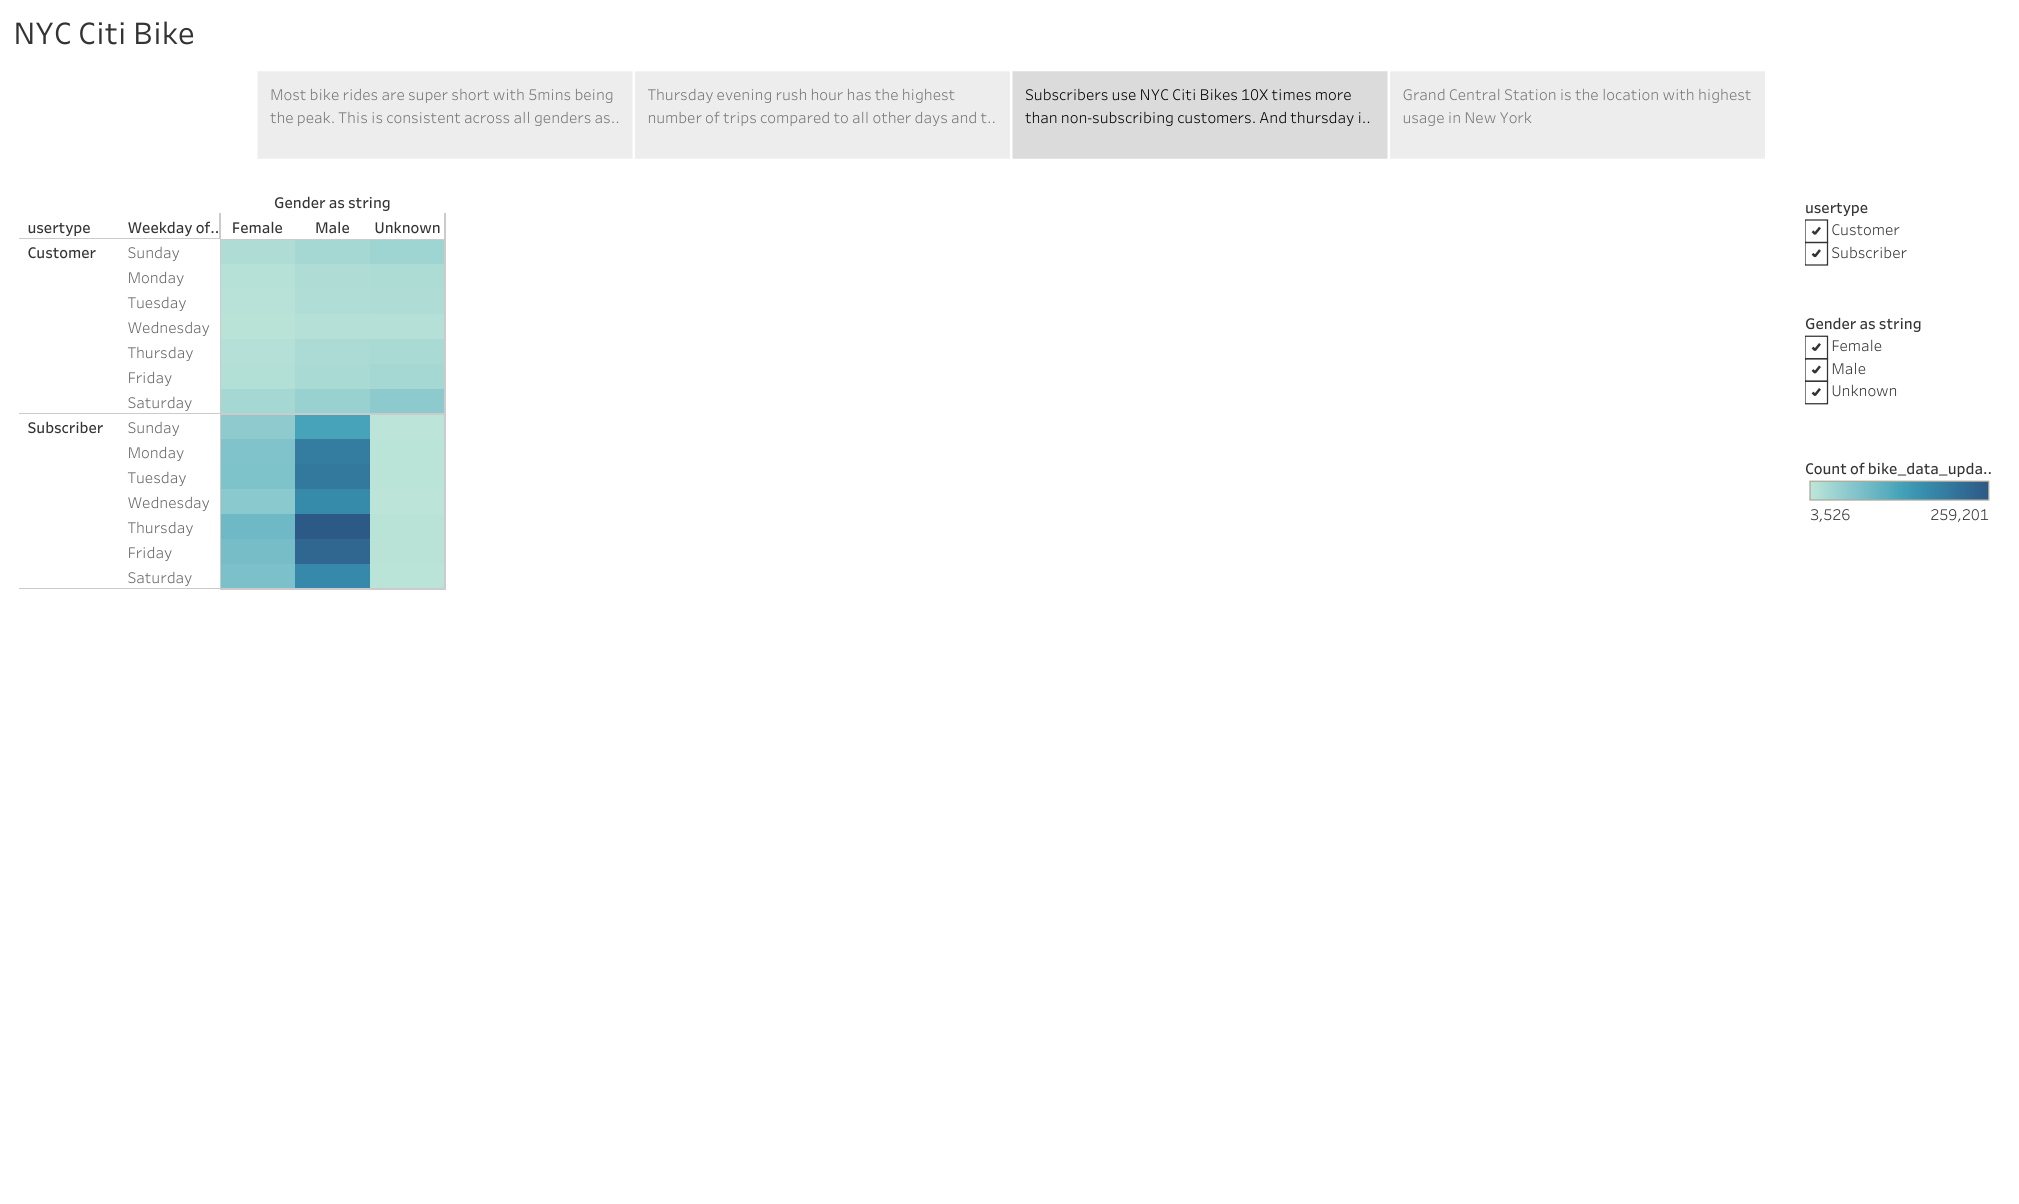 NYC Citi Bike
Most bike rides are super short with 5mins being
the peak. This is consistent across all genders as..
Thursday evening rush hour has the highest
number of trips compared to all other days and t..
Subscribers use NYC Citi Bikes 10X times more
than non-subscribing customers. And thursday i..
Grand Central Station is the location with highest
usage in New York
Gender as string
usertype Weekday of.. Female Male Unknown
Customer Sunday
Monday
Tuesday
Wednesday
Thursday
Friday
Saturday
Subscriber Sunday
Monday
Tuesday
Wednesday
Thursday
Friday
Saturday
usertype
Customer
Subscriber
Gender as string
Female
Male
Unknown
Count of bike_data_upda..
3,526 259,201